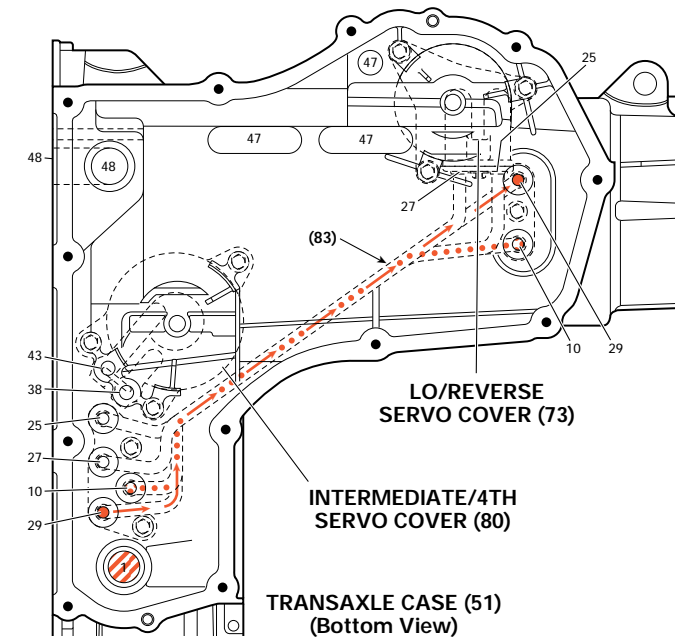 47
25
48
47
47
48
27
(83)
10
29
43
38
25
27
10
29
LO/REVERSE
SERVO COVER (73)
INTERMEDIATE/4TH
SERVO COVER (80)
1
TRANSAXLE CASE (51)
(Bottom View)